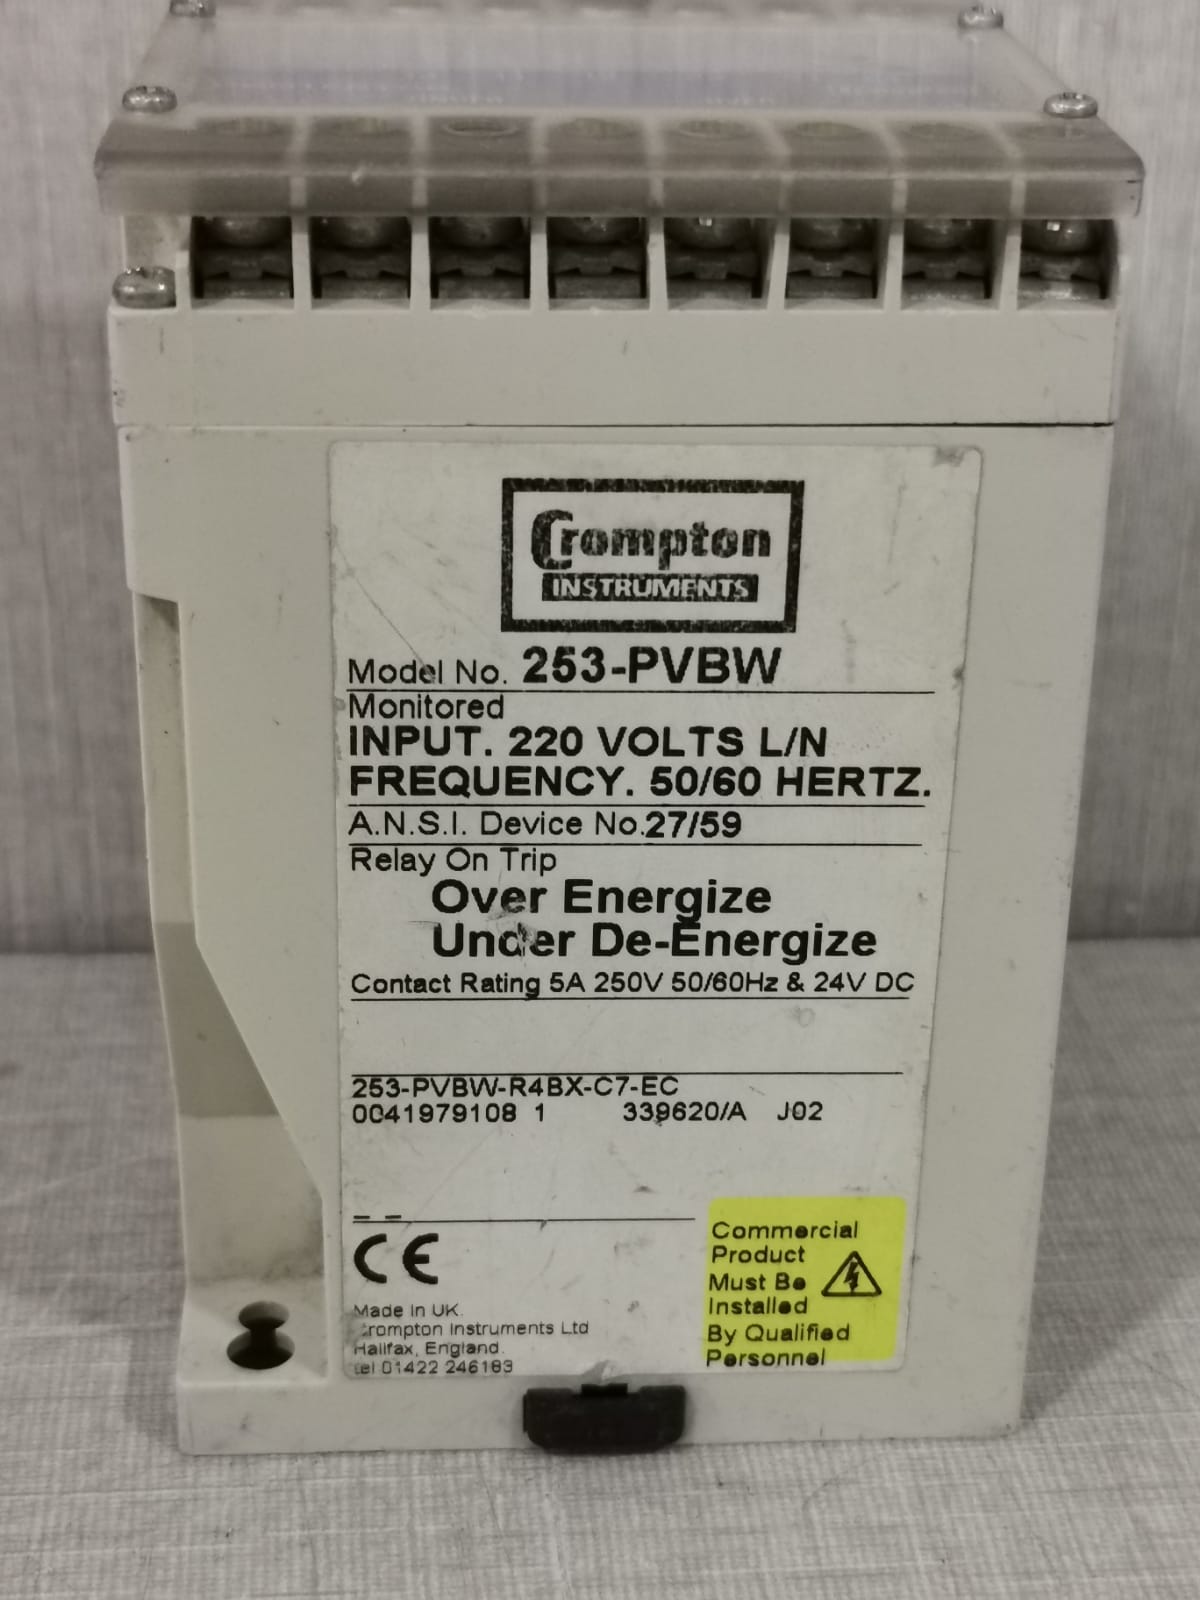 Crompton
INSTRUMENTS
Model No. 253-PVBW
Monitored
INPUT. 220 VOLTS L/N
FREQUENCY. 50/60 HERTZ.
A.N.S.I. Device No.27/59
Relay On Trip
Over Energize
Under De-Energize
Contact Rating 5A 250V 50/60Hz & 24V DC
253-PVBW-R4BX-C7-EC
0041979108 1 339620/A J02
CE
Commercial
Product
Must Be
Installed
By Qualified
Personnel
Made in UK.
Crompton Instruments Ltd
Halifax, England.
tel 01422 246183